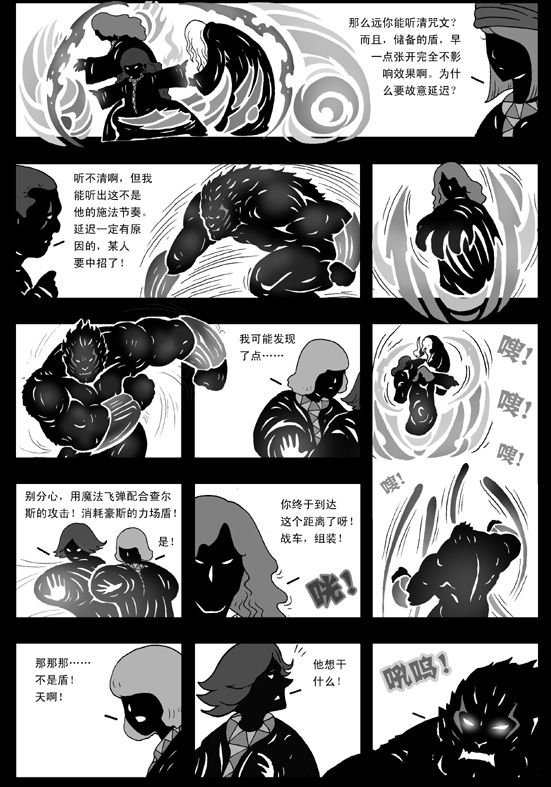 那么远你能听清咒文？
而且，储备的盾，早
一点张开完全不影
响效果啊。为什
么要故意延迟？
听不清啊，但我
能听出这不是
他的施法节奏。
延迟一定有原
因的，某人
要中招了！
我可能发现
了点……
嗖！
嗖！
嗖！
嗖！
别分心，用魔法飞弹配合查尔
斯的攻击！消耗豪斯的力场盾！
是！
你终于到达
这个距离了呀！
战车，组装！
咣！
那那那……
不是盾！
天啊！
他想干
什么！
吼呜！